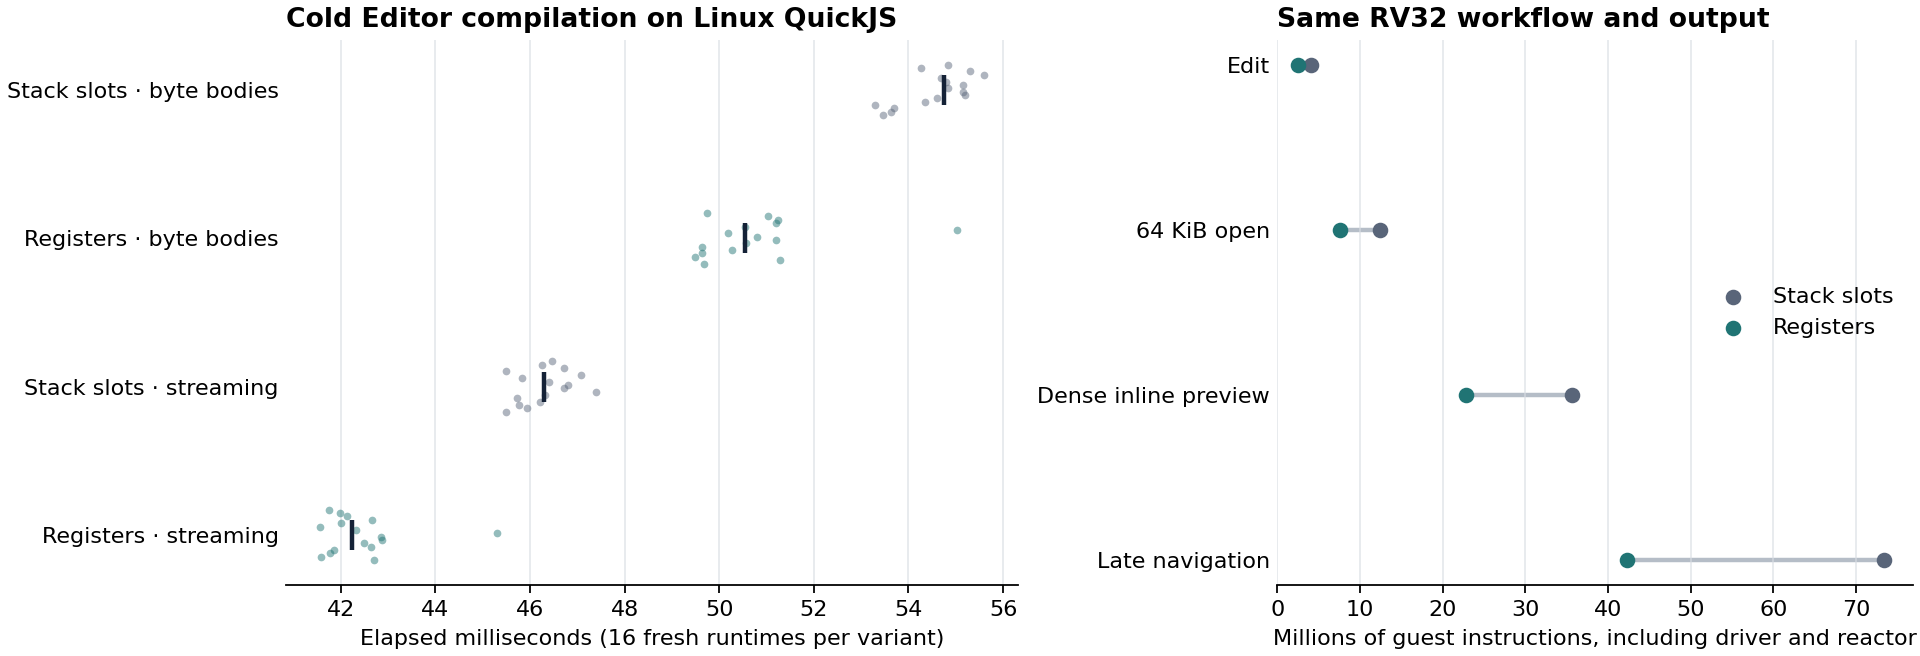 Cold Editor compilation on Linux QuickJS
Stack slots · byte bodies
Registers · byte bodies
Stack slots · streaming
Registers · streaming
42 44 46 48 50 52 54 56
Elapsed milliseconds (16 fresh runtimes per variant)
Same RV32 workflow and output
Edit
64 KiB open
Stack slots
Registers
Dense inline preview
Late navigation
0 10 20 30 40 50 60 70
Millions of guest instructions, including driver and reactor